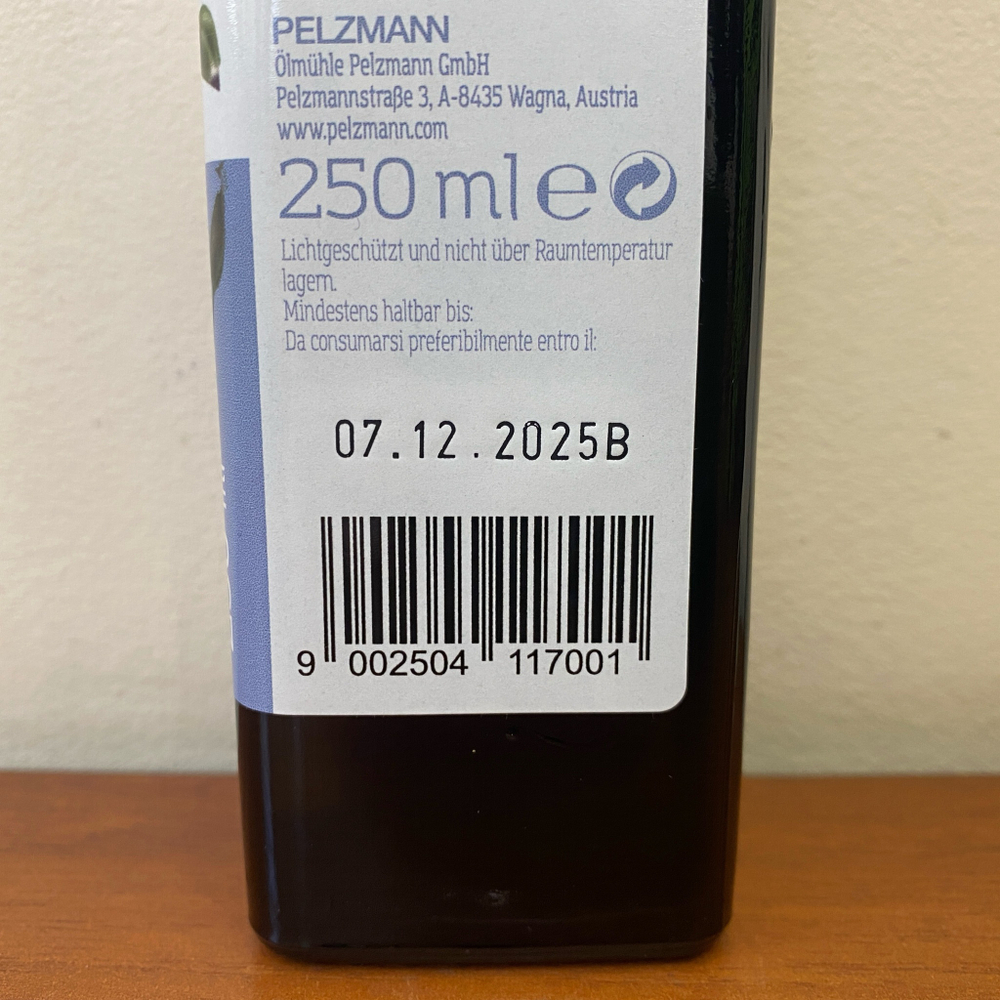 PELZMANN
Ölmühle Pelzmann GmbH
Pelzmannstraße 3, A-8435 Wagna, Austria
www.pelzmann.com
250 ml e
Lichtgeschützt und nicht über Raumtemperatur
lagern.
Mindestens haltbar bis:
Da consumarsi preferibilmente entro il:
07.12.2025B
9 002504 117001